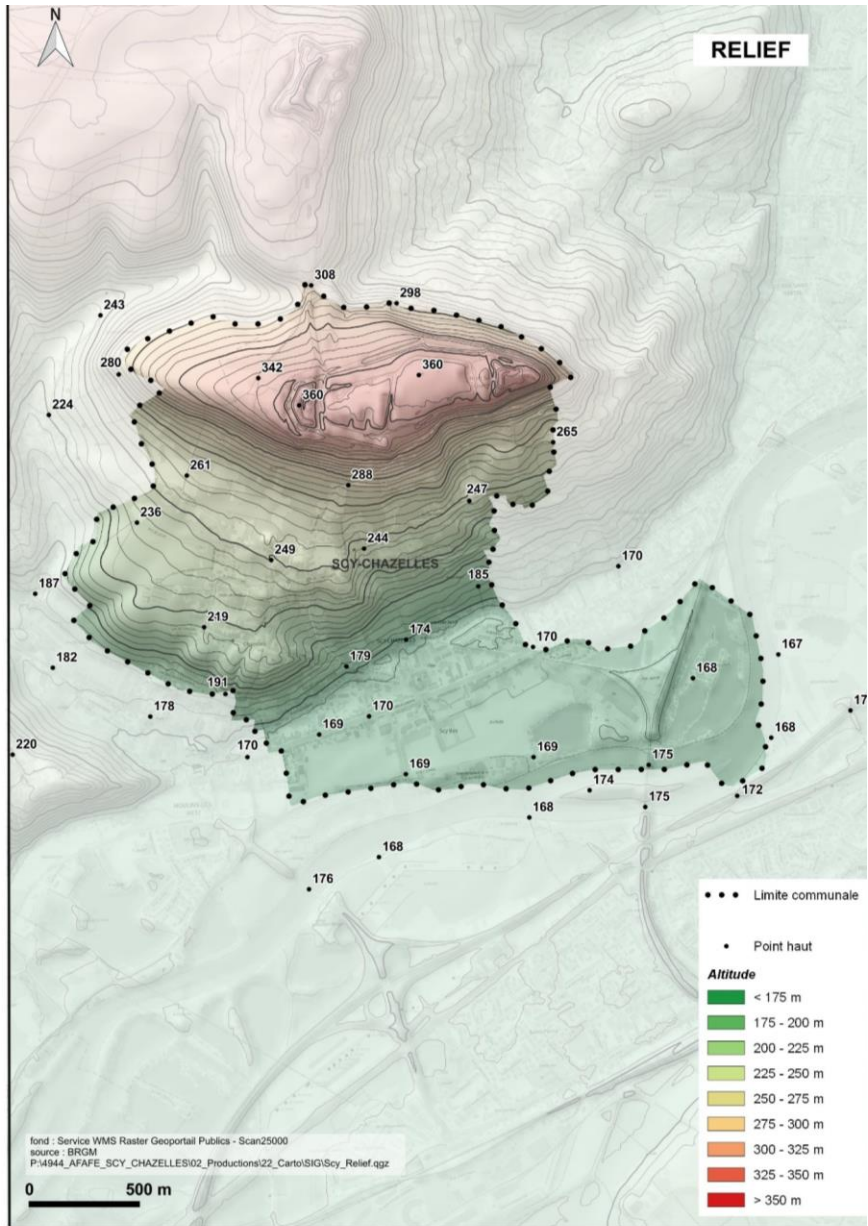 N
RELIEF
308
298
243
280
342
360
360
224
265
261
288
247
236
244
249
SCY-CHAZELLES
170
187
185
219
174
170
167
179
182
168
191
178
170
169
168
220
170
169
169
175
174
172
175
168
168
176
Limite communale
Point haut
Altitude
< 175 m
175 - 200 m
200 - 225 m
225 - 250 m
250 - 275 m
275 - 300 m
300 - 325 m
325 - 350 m
> 350 m
fond : Service WMS Raster Geoportail Publics - Scan25000
source : BRGM
P:\4944_AFAFE_SCY_CHAZELLES\02_Productions\22_Carto\SIG\Scy_Relief.qgz
0 500 m